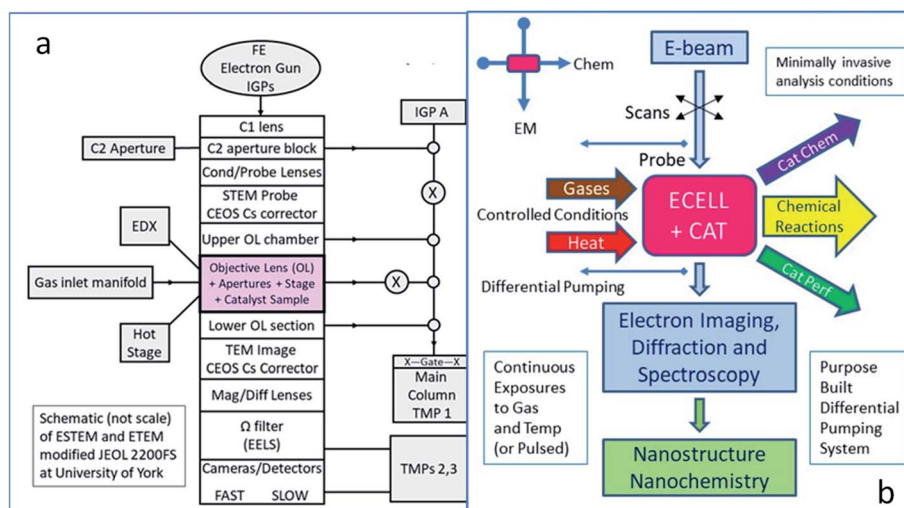 a
FE
Electron Gun
IGPs
C1 lens
C2 Aperture
C2 aperture block
Cond/Probe Lenses
STEM Probe
CEOS Cs corrector
EDX
Upper OL chamber
Gas inlet manifold
Objective Lens (OL)
+ Apertures + Stage
+ Catalyst Sample
Hot
Stage
Lower OL section
TEM Image
CEOS Cs Corrector
Mag/Diff Lenses
Ω filter
(EELS)
Cameras/Detectors
FAST SLOW
IGP A
X
X
X—Gate—X
Main
Column
TMP 1
TMPs 2,3
Schematic (not scale)
of ESTEM and ETEM
modified JEOL 2200FS
at University of York
Chem
EM
E-beam
Minimally invasive
analysis conditions
Scans
Probe
Gases
Controlled Conditions
Heat
Differential Pumping
ECELL
+ CAT
Cat Chem
Chemical
Reactions
Cat Perf
Electron Imaging,
Diffraction and
Spectroscopy
Continuous
Exposures
to Gas
and Temp
(or Pulsed)
Purpose
Built
Differential
Pumping
System
Nanostructure
Nanochemistry
b